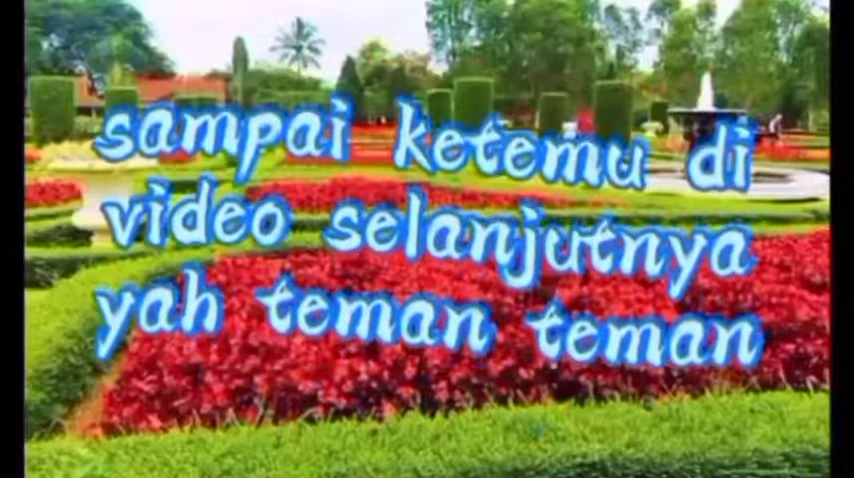 sampai ketemu di
video selanjutnya
yah teman teman